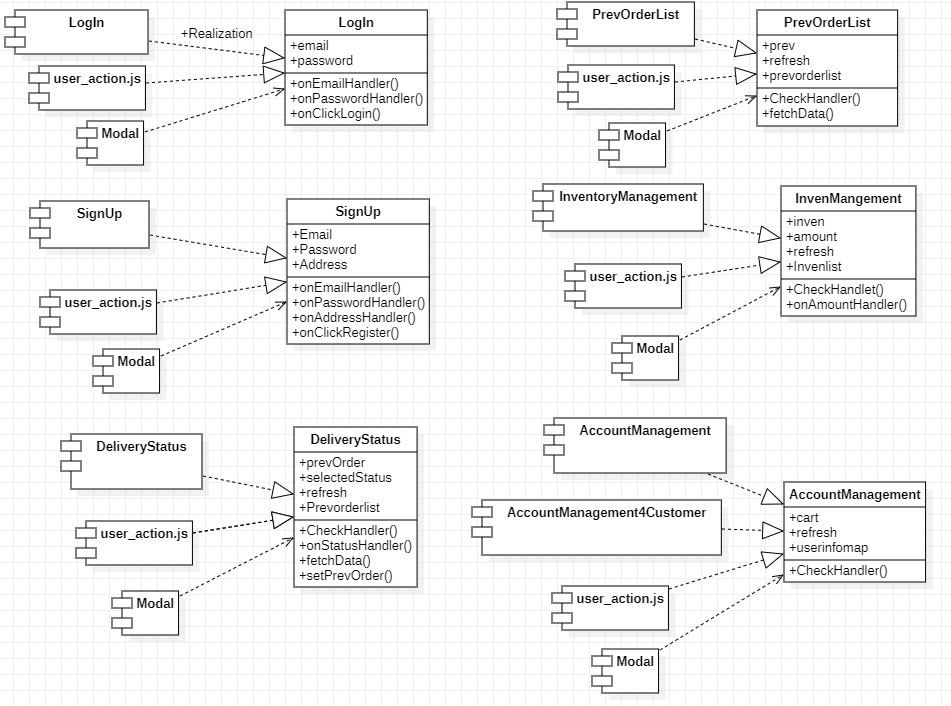 LogIn
user_action.js
Modal
+Realization
LogIn
+email
+password
+onEmailHandler()
+onPasswordHandler()
+onClickLogin()
PrevOrderList
user_action.js
Modal
PrevOrderList
+prev
+refresh
+prevorderlist
+CheckHandler()
+fetchData()
SignUp
user_action.js
Modal
SignUp
+Email
+Password
+Address
+onEmailHandler()
+onPasswordHandler()
+onAddressHandler()
+onClickRegister()
InventoryManagement
user_action.js
Modal
InvenMangement
+inven
+amount
+refresh
+Invenlist
+CheckHandlet()
+onAmountHandler()
DeliveryStatus
user_action.js
Modal
DeliveryStatus
+prevOrder
+selectedStatus
+refresh
+Prevorderlist
+CheckHandler()
+onStatusHandler()
+fetchData()
+setPrevOrder()
AccountManagement
AccountManagement4Customer
user_action.js
Modal
AccountManagement
+cart
+refresh
+userinfomap
+CheckHandler()